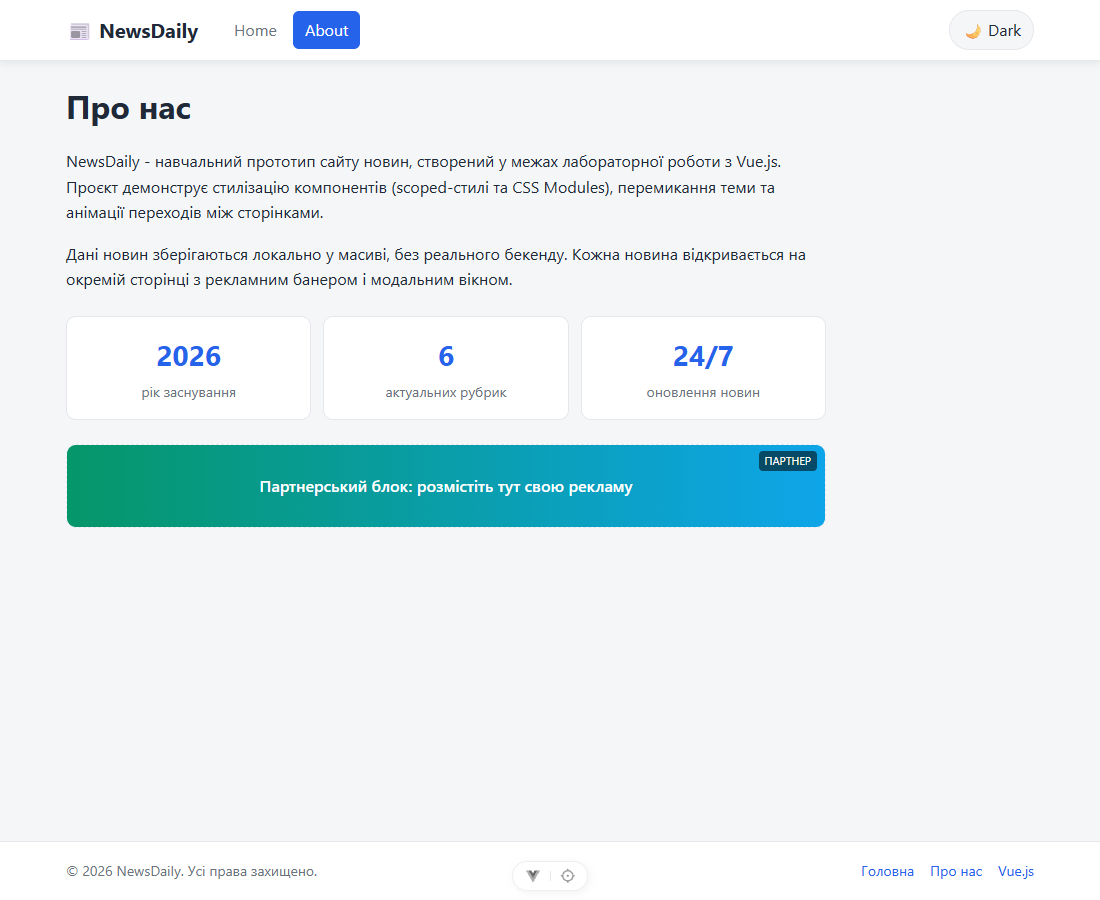 NewsDaily
Home
About
Dark
Про нас
NewsDaily - навчальний прототип сайту новин, створений у межах лабораторної роботи з Vue.js.
Проєкт демонструє стилізацію компонентів (scoped-стилі та CSS Modules), перемикання теми та
анімації переходів між сторінками.
Дані новин зберігаються локально у масиві, без реального бекенду. Кожна новина відкривається на
окремій сторінці з рекламним банером і модальним вікном.
2026
рік заснування
6
актуальних рубрик
24/7
оновлення новин
ПАРТНЕР
Партнерський блок: розмістіть тут свою рекламу
© 2026 NewsDaily. Усі права захищено.
Головна
Про нас
Vue.js